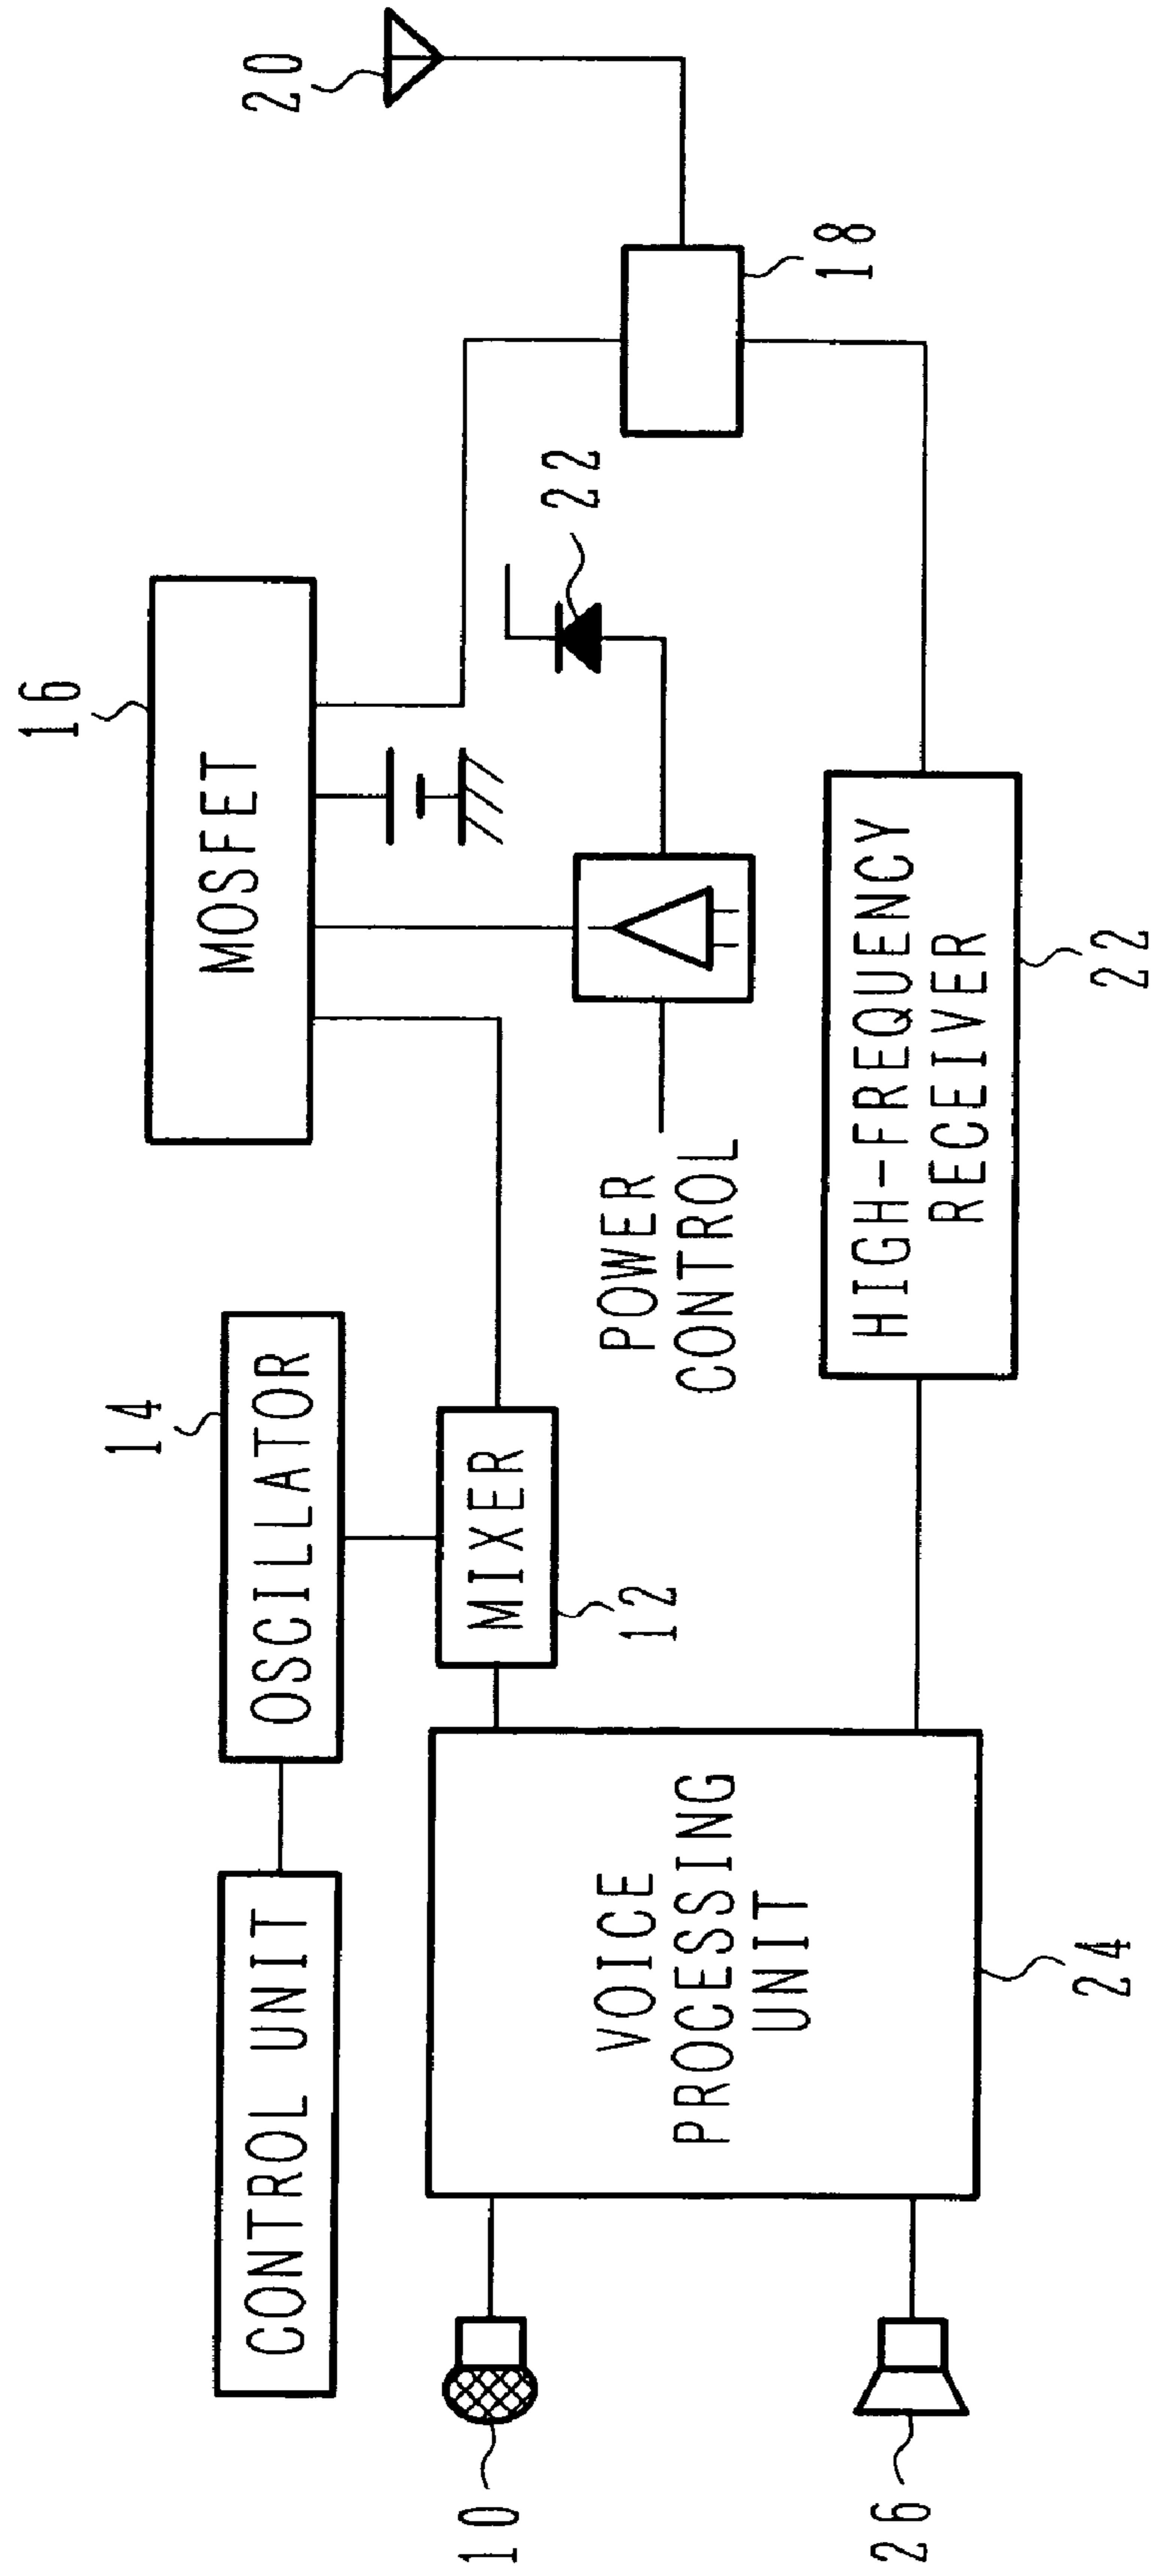 20
16
MOSFET
22
18
14
OSCILLATOR
POWER
CONTROL
CONTROL UNIT
MIXER
12
HIGH-FREQUENCY
RECEIVER
22
VOICE
PROCESSING
UNIT
24
10
26